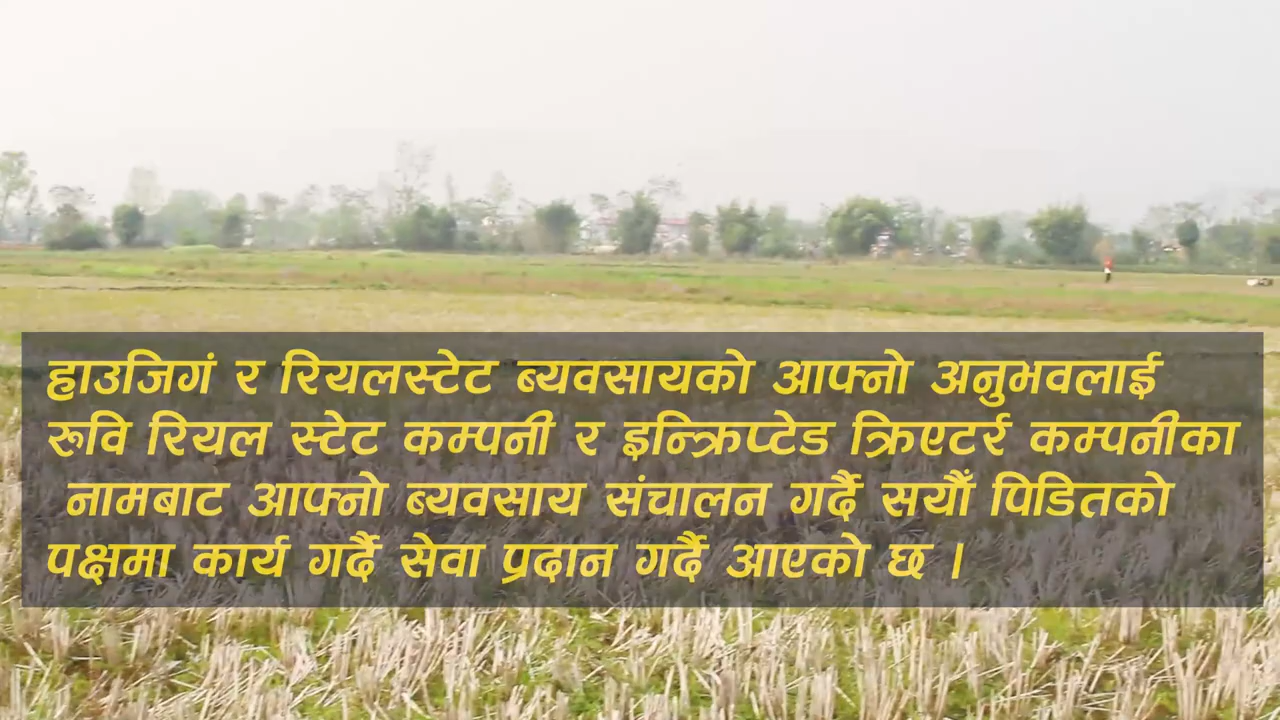 हाउजिगं र रियलस्टेट ब्यवसायको आफ्नो अनुभवलाई
रूवि रियल स्टेट कम्पनी र इन्क्रिप्टेड क्रिएटर्र कम्पनीका
नामबाट आफ्नो ब्यवसाय संचालन गर्दै सयौं पिडितको
पक्षमा कार्य गर्दै सेवा प्रदान गर्दै आएको छ ।